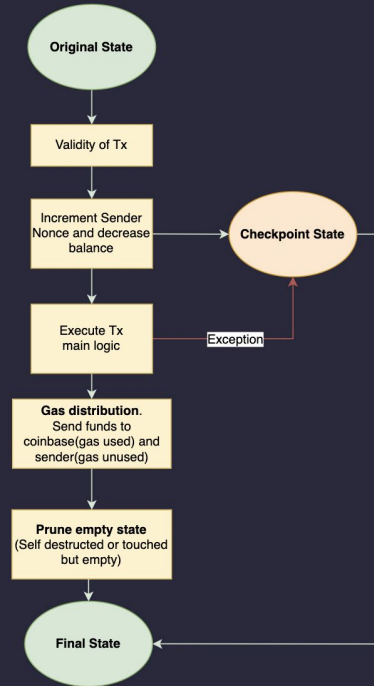 Original State
Validity of Tx
Increment Sender
Nonce and decrease
balance
Checkpoint State
Execute Tx
main logic
Exception
Gas distribution.
Send funds to
coinbase(gas used) and
sender(gas unused)
Prune empty state
(Self destructed or touched
but empty)
Final State